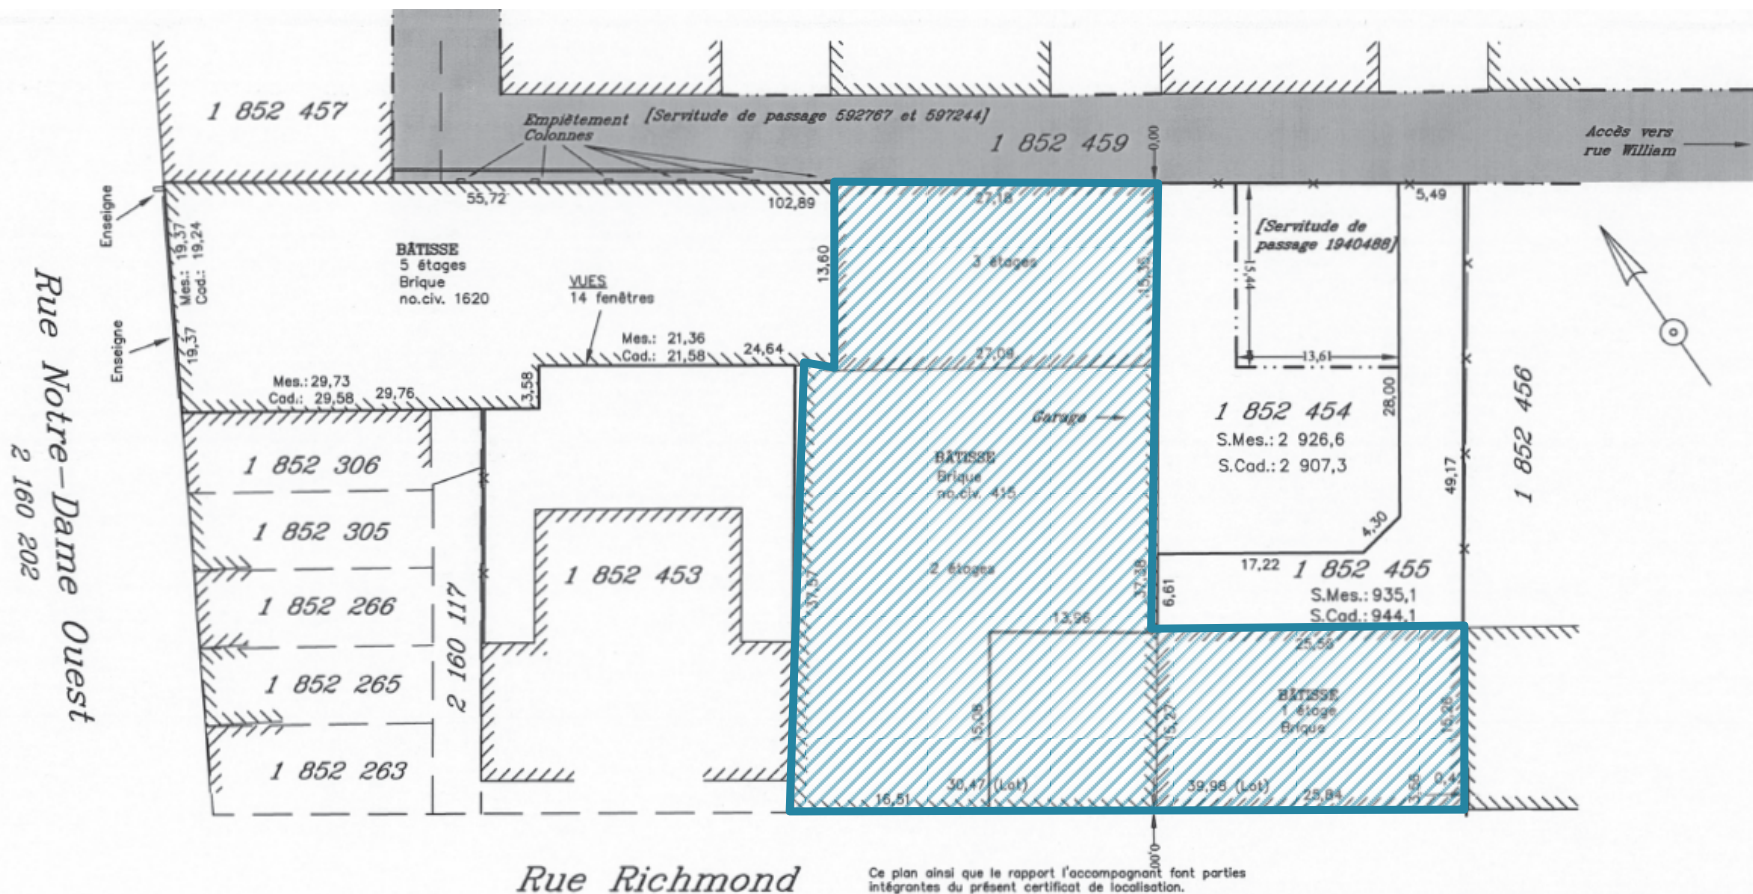 1 852 457
Empiètement
Colonnes
[Servitude de passage 592767 et 597244]
1 852 459
0,00
Accès vers
rue William
Enseigne
Mes.: 19,37
Cad.: 19,24
55,72
102,89
27,18
5,49
[Servitude de
passage 1940488]
15,44
13,61
BÂTISSE
5 étages
Brique
no.civ. 1620
VUES
14 fenêtres
13,60
3 étages
15,36
Enseigne
19,37
Mes.: 21,36
Cad.: 21,58
24,64
27,09
Mes.: 29,73
Cad.: 29,58
29,76
3,58
Garage
1 852 454
S.Mes.: 2 926,6
S.Cad.: 2 907,3
28,00
49,17
1 852 456
Rue Notre-Dame Ouest
2 160 202
1 852 306
1 852 305
1 852 266
1 852 265
1 852 263
2 160 117
1 852 453
BÂTISSE
Brique
no.civ. 415
2 étages
37,57
37,38
6,61
17,22
4,30
1 852 455
S.Mes.: 935,1
S.Cad.: 944,1
13,96
25,56
15,08
15,27
BÂTISSE
1 étage
Brique
16,51
30,47 (Lot)
39,98 (Lot)
25,84
Rue Richmond
Ce plan ainsi que le rapport l'accompagnant font parties
intégrantes du présent certificat de localisation.